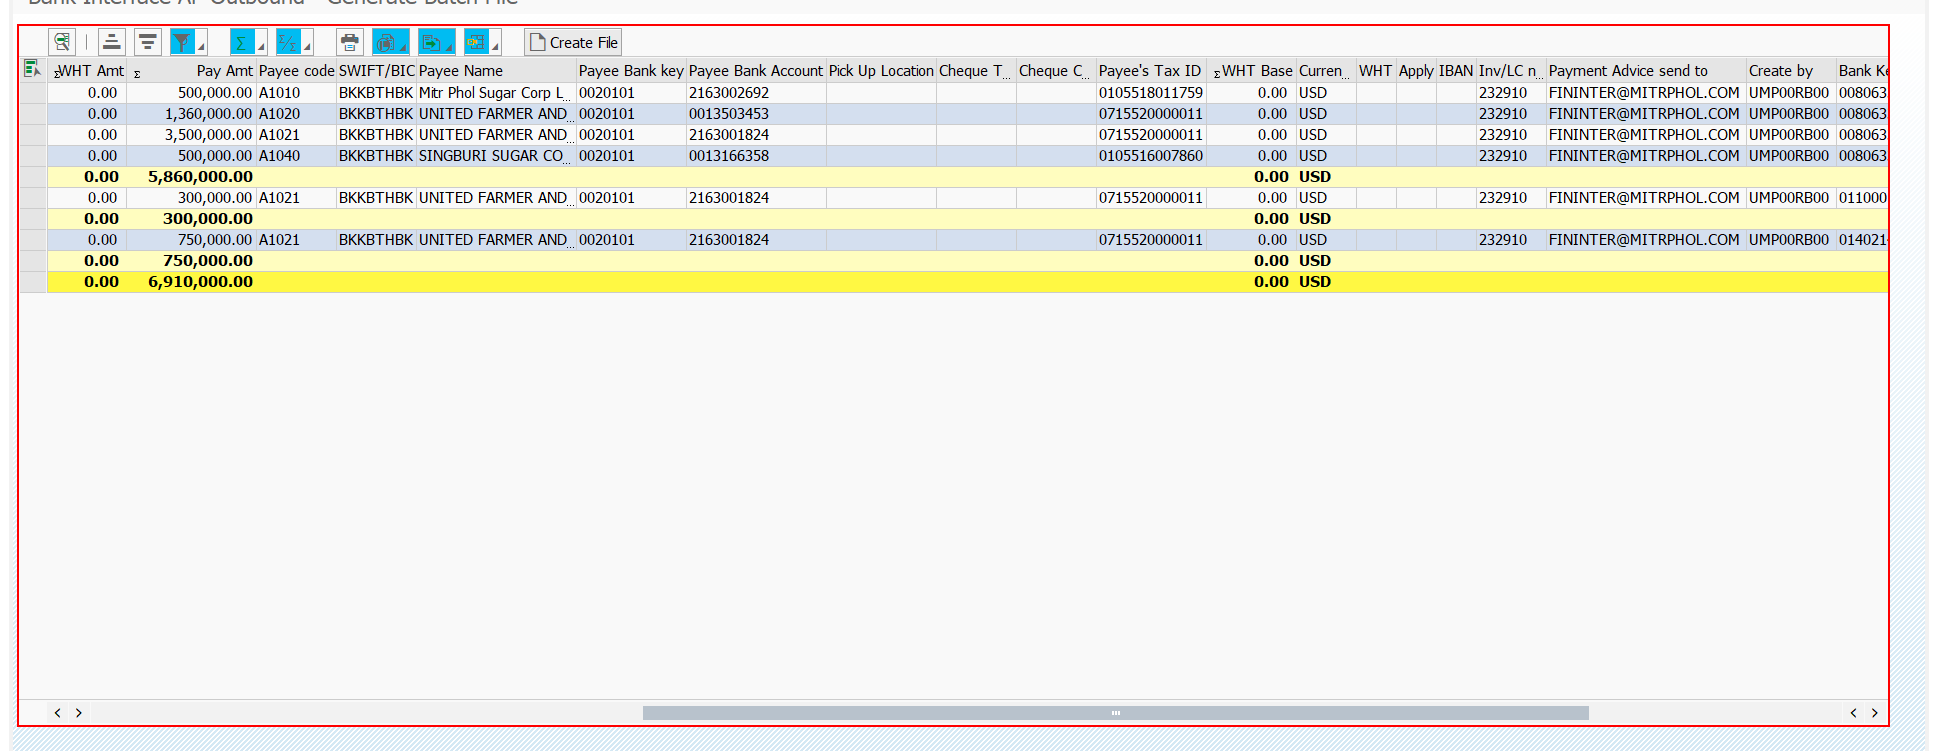 Bank Interface AP Outbound - Generate Batch File
Create File
WHT Amt Pay Amt Payee code SWIFT/BIC Payee Name Payee Bank key Payee Bank Account Pick Up Location Cheque T... Cheque C... Payee's Tax ID WHT Base Curren... WHT Apply IBAN Inv/LC n... Payment Advice send to Create by Bank Ke
0.00 500,000.00 A1010 BKKBTHBK Mitr Phol Sugar Corp L... 0020101 2163002692 0105518011759 0.00 USD 232910 FININTER@MITRPHOL.COM UMP00RB00 008063
0.00 1,360,000.00 A1020 BKKBTHBK UNITED FARMER AND... 0020101 0013503453 0715520000011 0.00 USD 232910 FININTER@MITRPHOL.COM UMP00RB00 008063
0.00 3,500,000.00 A1021 BKKBTHBK UNITED FARMER AND... 0020101 2163001824 0715520000011 0.00 USD 232910 FININTER@MITRPHOL.COM UMP00RB00 008063
0.00 500,000.00 A1040 BKKBTHBK SINGBURI SUGAR CO... 0020101 0013166358 0105516007860 0.00 USD 232910 FININTER@MITRPHOL.COM UMP00RB00 008063
0.00 5,860,000.00 0.00 USD
0.00 300,000.00 A1021 BKKBTHBK UNITED FARMER AND... 0020101 2163001824 0715520000011 0.00 USD 232910 FININTER@MITRPHOL.COM UMP00RB00 011000
0.00 300,000.00 0.00 USD
0.00 750,000.00 A1021 BKKBTHBK UNITED FARMER AND... 0020101 2163001824 0715520000011 0.00 USD 232910 FININTER@MITRPHOL.COM UMP00RB00 014021
0.00 750,000.00 0.00 USD
0.00 6,910,000.00 0.00 USD